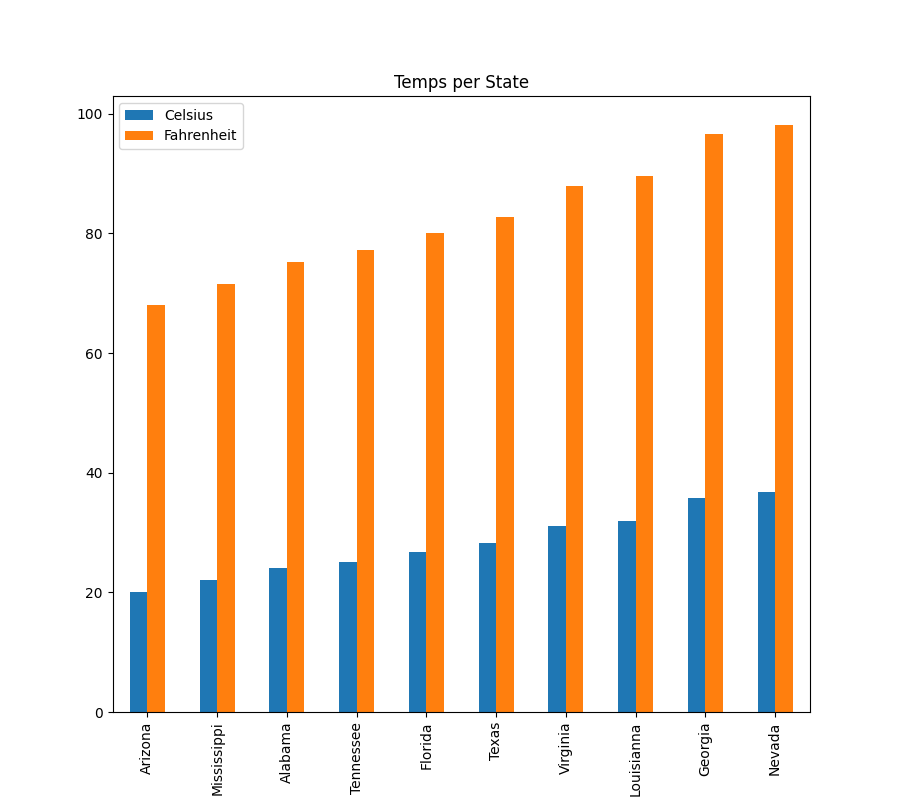 Temps per State
Celsius
Fahrenheit
100
80
60
40
20
0
Arizona
Mississippi
Alabama
Tennessee
Florida
Texas
Virginia
Louisianna
Georgia
Nevada